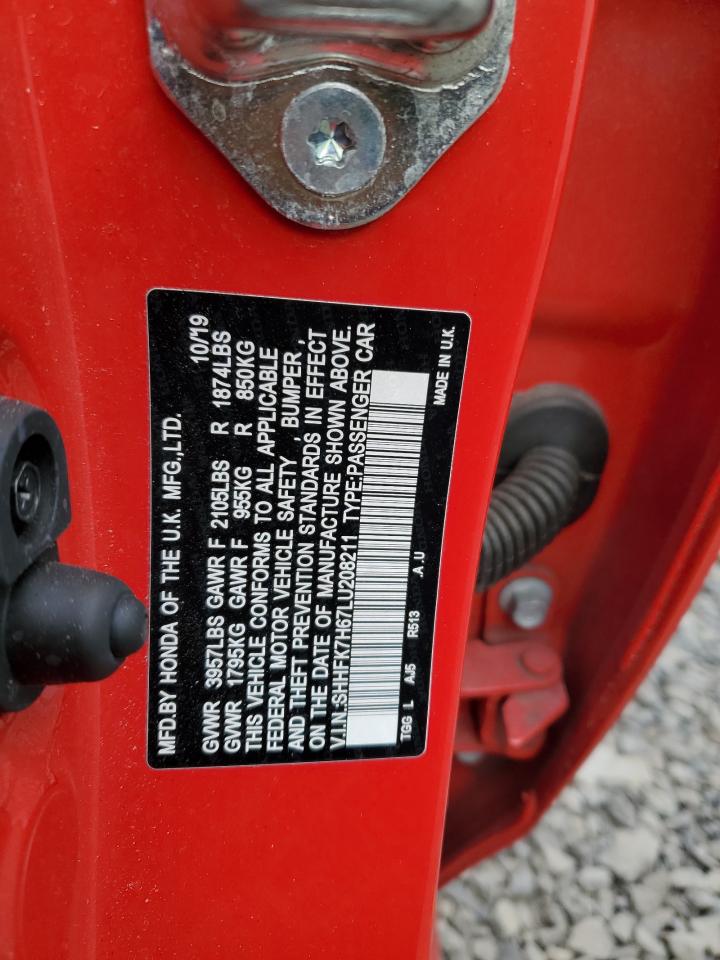 MFD.BY HONDA OF THE U.K. MFG.,LTD. 10/19
GVWR 3957LBS GAWR F 2105LBS R 1874LBS
GVWR 1795KG GAWR F 955KG R 850KG
THIS VEHICLE CONFORMS TO ALL APPLICABLE
FEDERAL MOTOR VEHICLE SAFETY , BUMPER ,
AND THEFT PREVENTION STANDARDS IN EFFECT
ON THE DATE OF MANUFACTURE SHOWN ABOVE.
V.I.N.:SHHFK7H67LU208211 TYPE:PASSENGER CAR
TGG L AJ5 R513 .A .U MADE IN U.K.